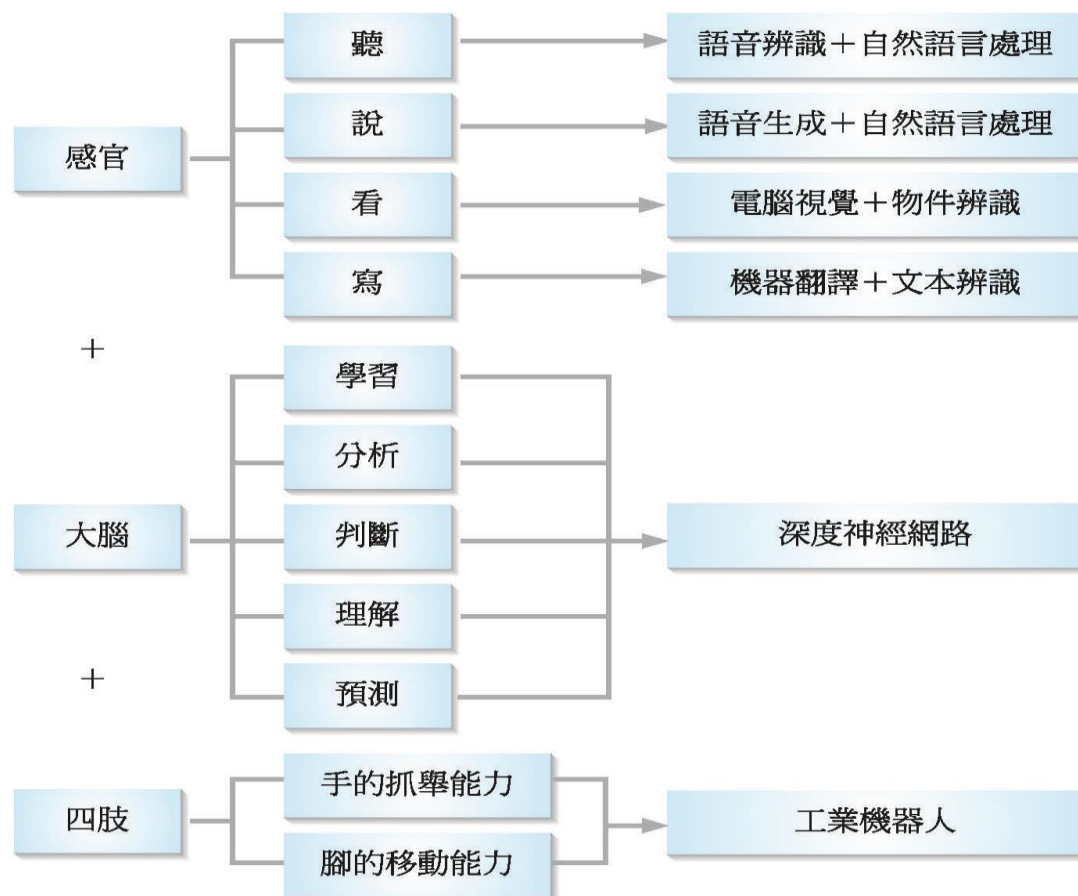 感官
聽
語音辨識＋自然語言處理
說
語音生成＋自然語言處理
看
電腦視覺＋物件辨識
寫
機器翻譯＋文本辨識
＋
大腦
學習
分析
判斷
理解
預測
深度神經網路
＋
四肢
手的抓舉能力
腳的移動能力
工業機器人